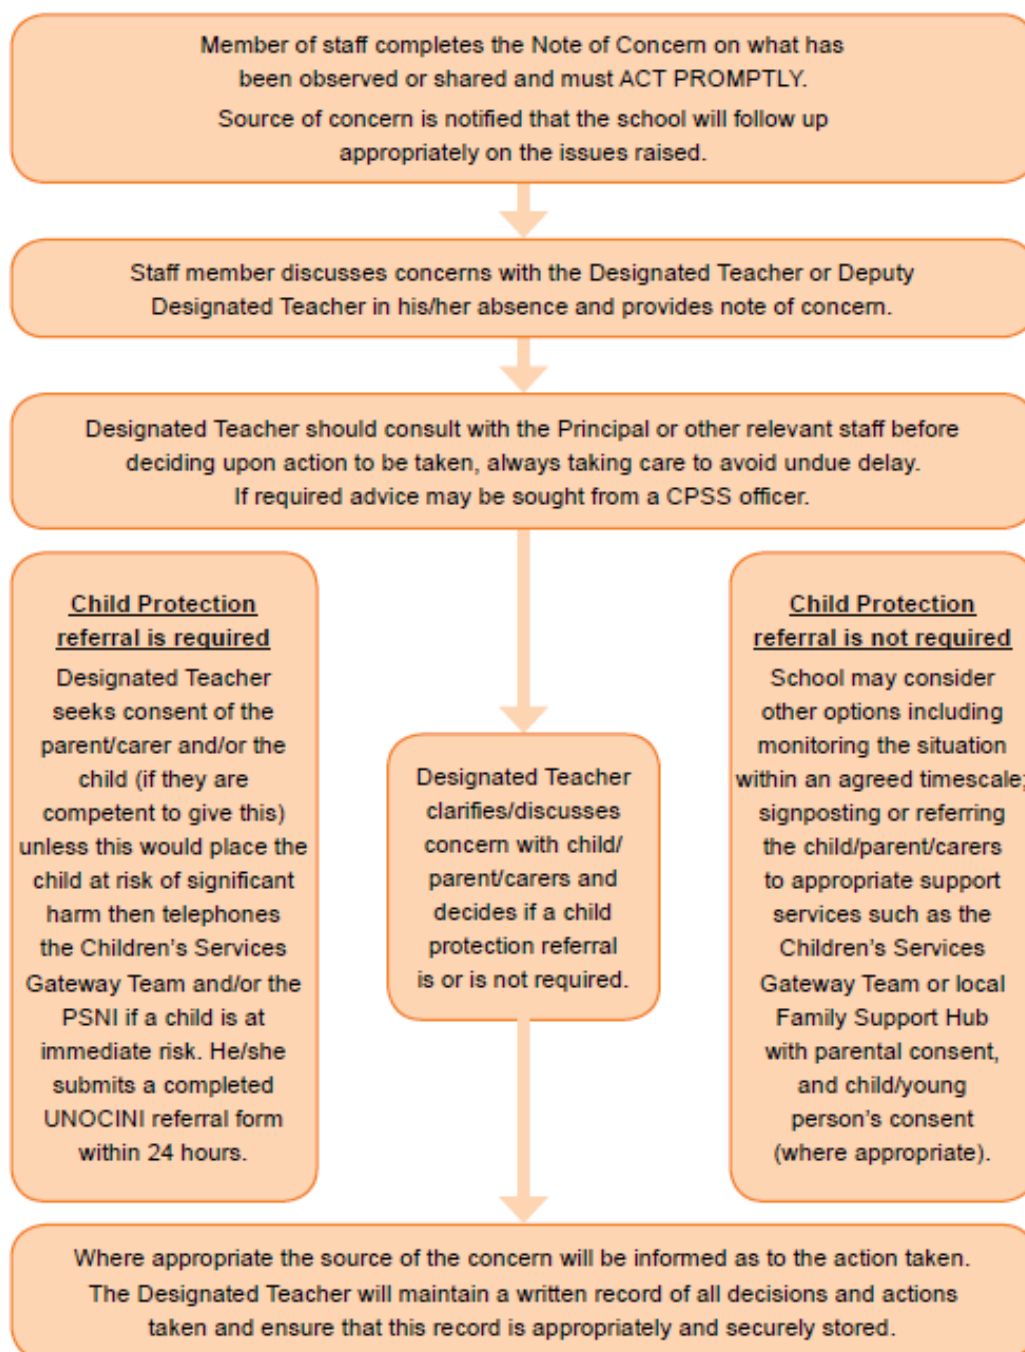 Member of staff completes the Note of Concern on what has
been observed or shared and must ACT PROMPTLY.
Source of concern is notified that the school will follow up
appropriately on the issues raised.
Staff member discusses concerns with the Designated Teacher or Deputy
Designated Teacher in his/her absence and provides note of concern.
Designated Teacher should consult with the Principal or other relevant staff before
deciding upon action to be taken, always taking care to avoid undue delay.
If required advice may be sought from a CPSS officer.
Child Protection
referral is required
Designated Teacher
seeks consent of the
parent/carer and/or the
child (if they are
competent to give this)
unless this would place the
child at risk of significant
harm then telephones
the Children's Services
Gateway Team and/or the
PSNI if a child is at
immediate risk. He/she
submits a completed
UNOCINI referral form
within 24 hours.
Designated Teacher
clarifies/discusses
concern with child/
parent/carers and
decides if a child
protection referral
is or is not required.
Child Protection
referral is not required
School may consider
other options including
monitoring the situation
within an agreed timescale;
signposting or referring
the child/parent/carers
to appropriate support
services such as the
Children's Services
Gateway Team or local
Family Support Hub
with parental consent,
and child/young
person's consent
(where appropriate).
Where appropriate the source of the concern will be informed as to the action taken.
The Designated Teacher will maintain a written record of all decisions and actions
taken and ensure that this record is appropriately and securely stored.